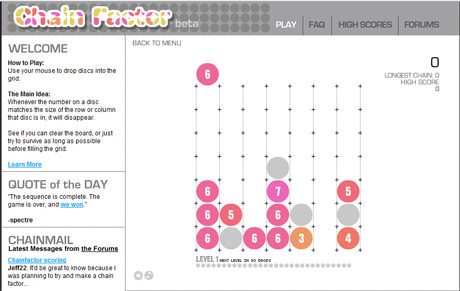 Chain Factor beta
PLAY FAQ HIGH SCORES FORUMS
WELCOME
How to Play:
Use your mouse to drop discs into the
grid.
The Main Idea:
Whenever the number on a disc
matches the size of the row or column
that disc is in, it will disappear.
See if you can clear the board, or just
try to survive as long as possible
before filling the grid.
Learn More
QUOTE of the DAY
"The sequence is complete. The
game is over, and we won."
-spectre
CHAINMAIL
Latest Messages from the Forums
Chainfactor scoring
Jeff22: It'd be great to know because I
was planning to try and make a chain
factor...
BACK TO MENU
0
LONGEST CHAIN: 0
HIGH SCORE
0
6
6 7 5
6 5 6
6 6 6 3 4
LEVEL 1 NEXT LEVEL IN 30 DROPS